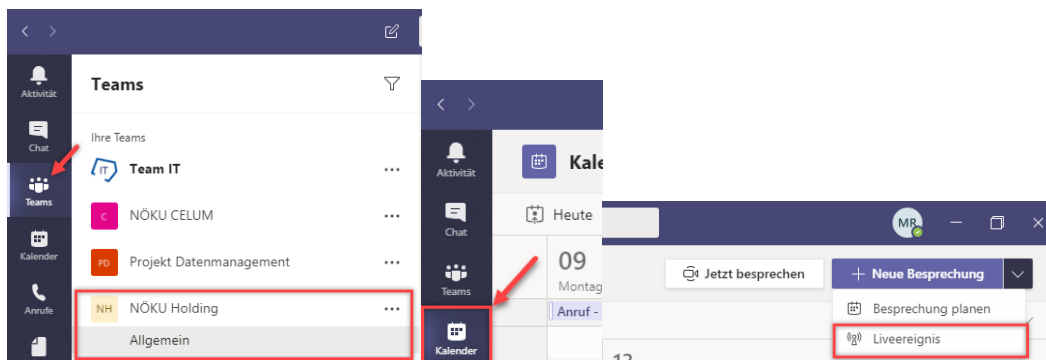 Aktivität
Chat
Teams
Kalender
Anrufe
Teams
Ihre Teams
IT Team IT
C NÖKU CELUM
PD Projekt Datenmanagement
NH NÖKU Holding
Allgemein
Aktivität
Chat
Teams
Kalender
Kale
Heute
09
Montag
Anruf -
MR
Jetzt besprechen
+ Neue Besprechung
Besprechung planen
Liveereignis